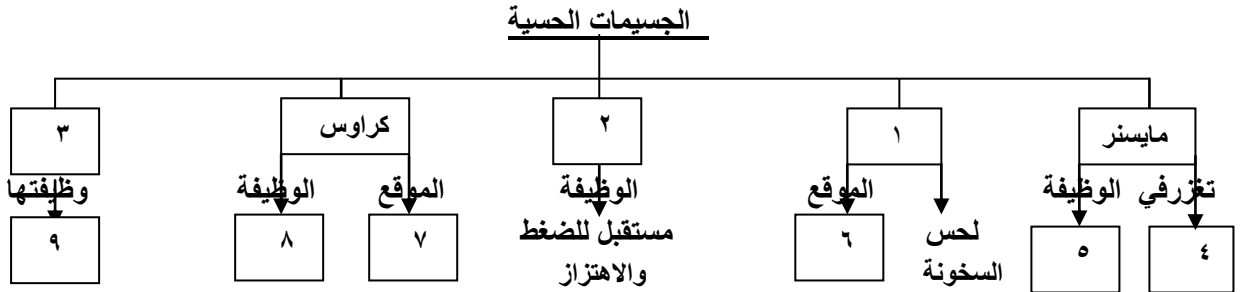 الجسيمات الحسية
مايسنر ١ ٢ كراوس ٣
تغزرفي الوظيفة الموقع الوظيفة الموقع الوظيفة وظيفتها
لحس مستقبل للضغط
السخونة والاهتزاز
٤ ٥ ٦ ٧ ٨ ٩